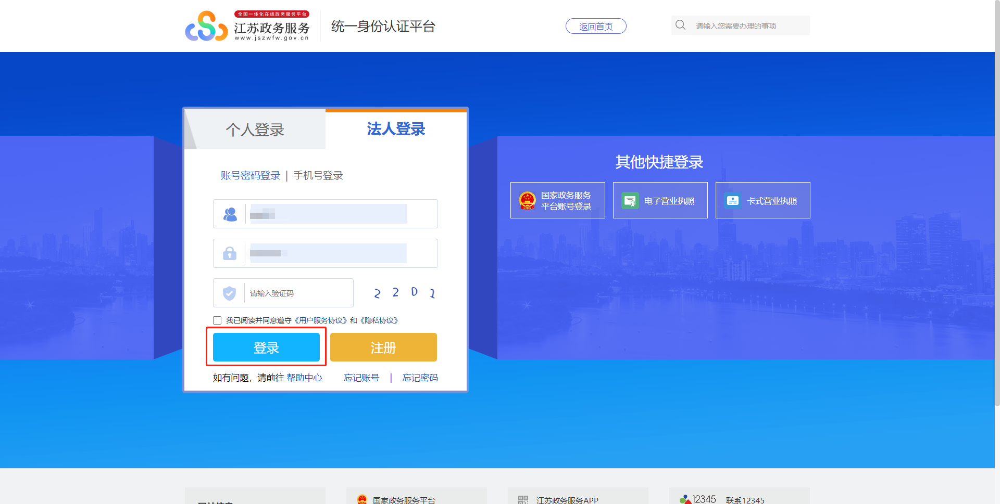 全国一体化在线政务服务平台
江苏政务服务
www.jszwfw.gov.cn
统一身份认证平台
返回首页
请输入您需要办理的事项
个人登录
法人登录
账号密码登录 | 手机号登录
请输入验证码
2 2 D 1
我已阅读并同意遵守《用户服务协议》和《隐私协议》
登录
注册
如有问题，请前往 帮助中心
忘记账号 | 忘记密码
其他快捷登录
国家政务服务
平台账号登录
电子营业执照
卡式营业执照
国家政务服务平台
江苏政务服务APP
12345
联系12345